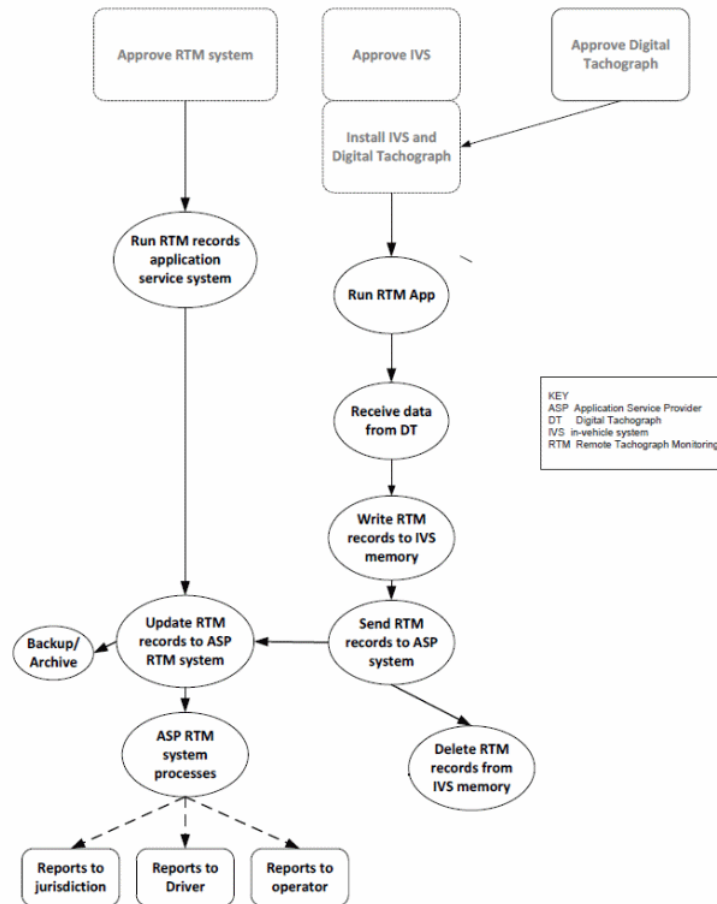 Approve RTM system
Approve IVS
Approve Digital
Tachograph
Install IVS and
Digital Tachograph
Run RTM records
application
service system
Run RTM App
KEY
ASP Application Service Provider
DT Digital Tachograph
IVS in-vehicle system
RTM Remote Tachograph Monitoring
Receive data
from DT
Write RTM
records to IVS
memory
Update RTM
records to ASP
RTM system
Send RTM
records to ASP
system
Backup/
Archive
ASP RTM
system
processes
Delete RTM
records from
IVS memory
Reports to
jurisdiction
Reports to
Driver
Reports to
operator